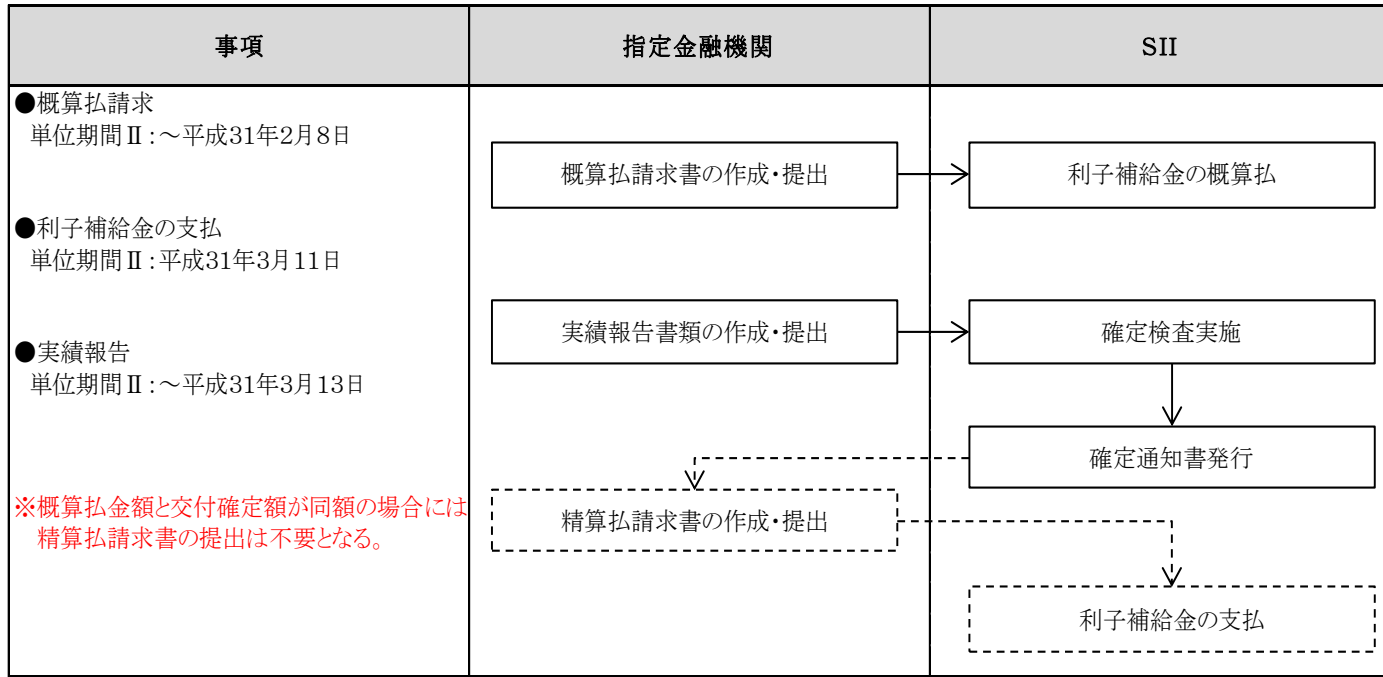 事項
指定金融機関
SII
●概算払請求
単位期間Ⅱ:～平成31年2月8日
概算払請求書の作成・提出
利子補給金の概算払
●利子補給金の支払
単位期間Ⅱ:平成31年3月11日
実績報告書類の作成・提出
確定検査実施
●実績報告
単位期間Ⅱ:～平成31年3月13日
確定通知書発行
※概算払金額と交付確定額が同額の場合には
精算払請求書の提出は不要となる。
精算払請求書の作成・提出
利子補給金の支払